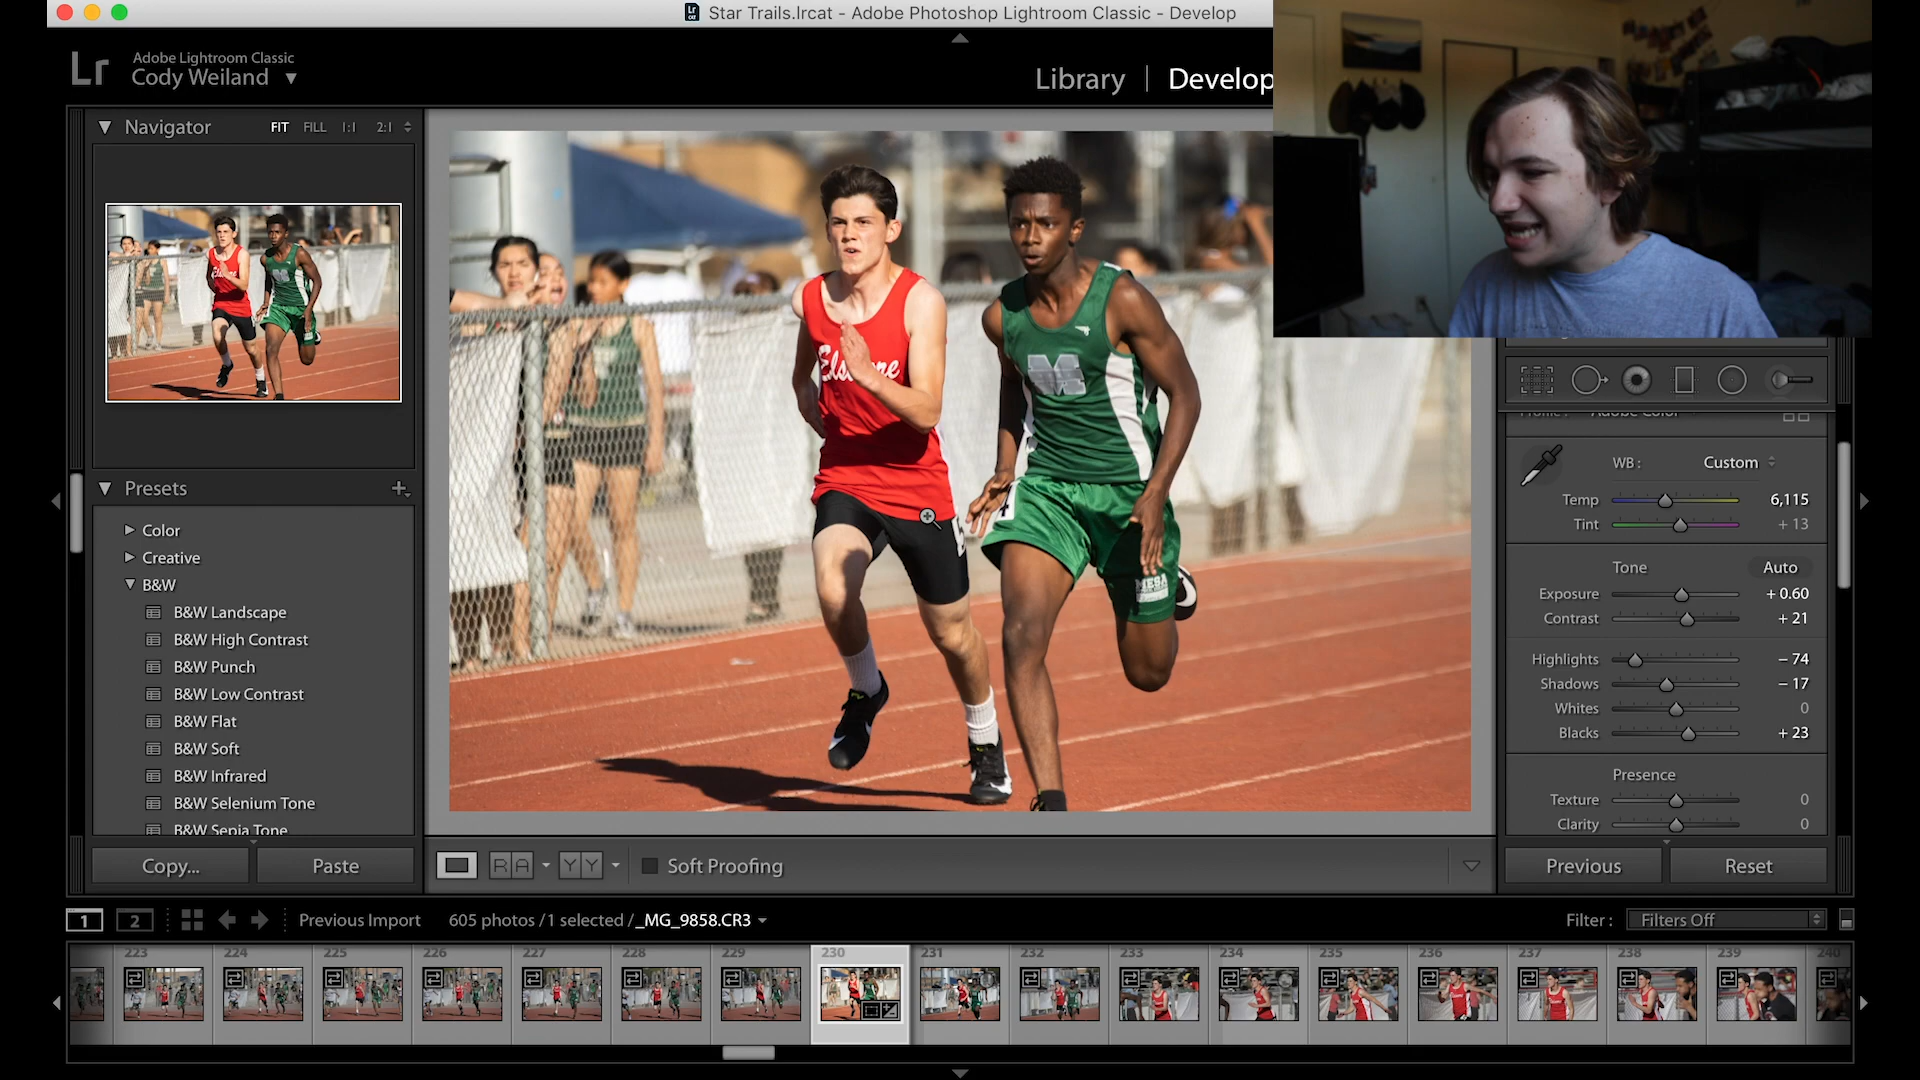 Star Trails.lrcat - Adobe Photoshop Lightroom Classic - Develop
Lr
Adobe Lightroom Classic
Cody Weiland
Library | Develop
Navigator FIT FILL 1:1 2:1
Presets
Color
Creative
B&W
B&W Landscape
B&W High Contrast
B&W Punch
B&W Low Contrast
B&W Flat
B&W Soft
B&W Infrared
B&W Selenium Tone
B&W Sepia Tone
Copy... Paste
Elsinore
M
MESA
Adobe Color
WB: Custom
Temp 6,115
Tint + 13
Tone Auto
Exposure + 0.60
Contrast + 21
Highlights - 74
Shadows - 17
Whites 0
Blacks + 23
Presence
Texture 0
Clarity 0
R A Y Y Soft Proofing
Previous Reset
1 2 Previous Import 605 photos / 1 selected / _MG_9858.CR3 Filter: Filters Off
223 224 225 226 227 228 229 230 231 232 233 234 235 236 237 238 239 240